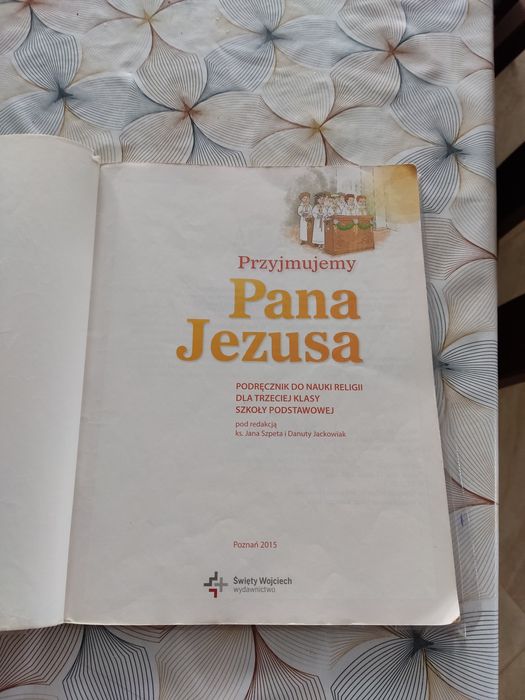 Przyjmujemy
Pana
Jezusa
PODRĘCZNIK DO NAUKI RELIGII
DLA TRZECIEJ KLASY
SZKOŁY PODSTAWOWEJ
pod redakcją
ks. Jana Szpeta i Danuty Jackowiak
Poznań 2015
Święty Wojciech
wydawnictwo